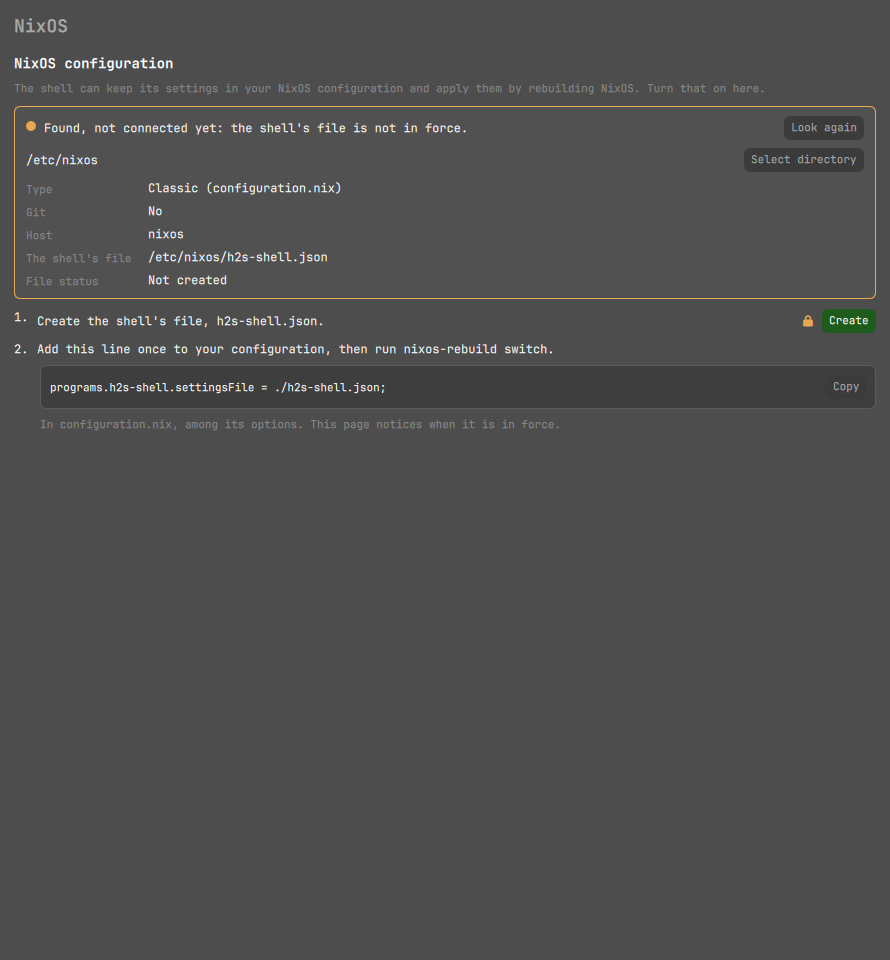 NixOS
NixOS configuration
The shell can keep its settings in your NixOS configuration and apply them by rebuilding NixOS. Turn that on here.
Found, not connected yet: the shell's file is not in force.
Look again
/etc/nixos
Select directory
Type Classic (configuration.nix)
Git No
Host nixos
The shell's file /etc/nixos/h2s-shell.json
File status Not created
1. Create the shell's file, h2s-shell.json.
Create
2. Add this line once to your configuration, then run nixos-rebuild switch.
programs.h2s-shell.settingsFile = ./h2s-shell.json;
Copy
In configuration.nix, among its options. This page notices when it is in force.